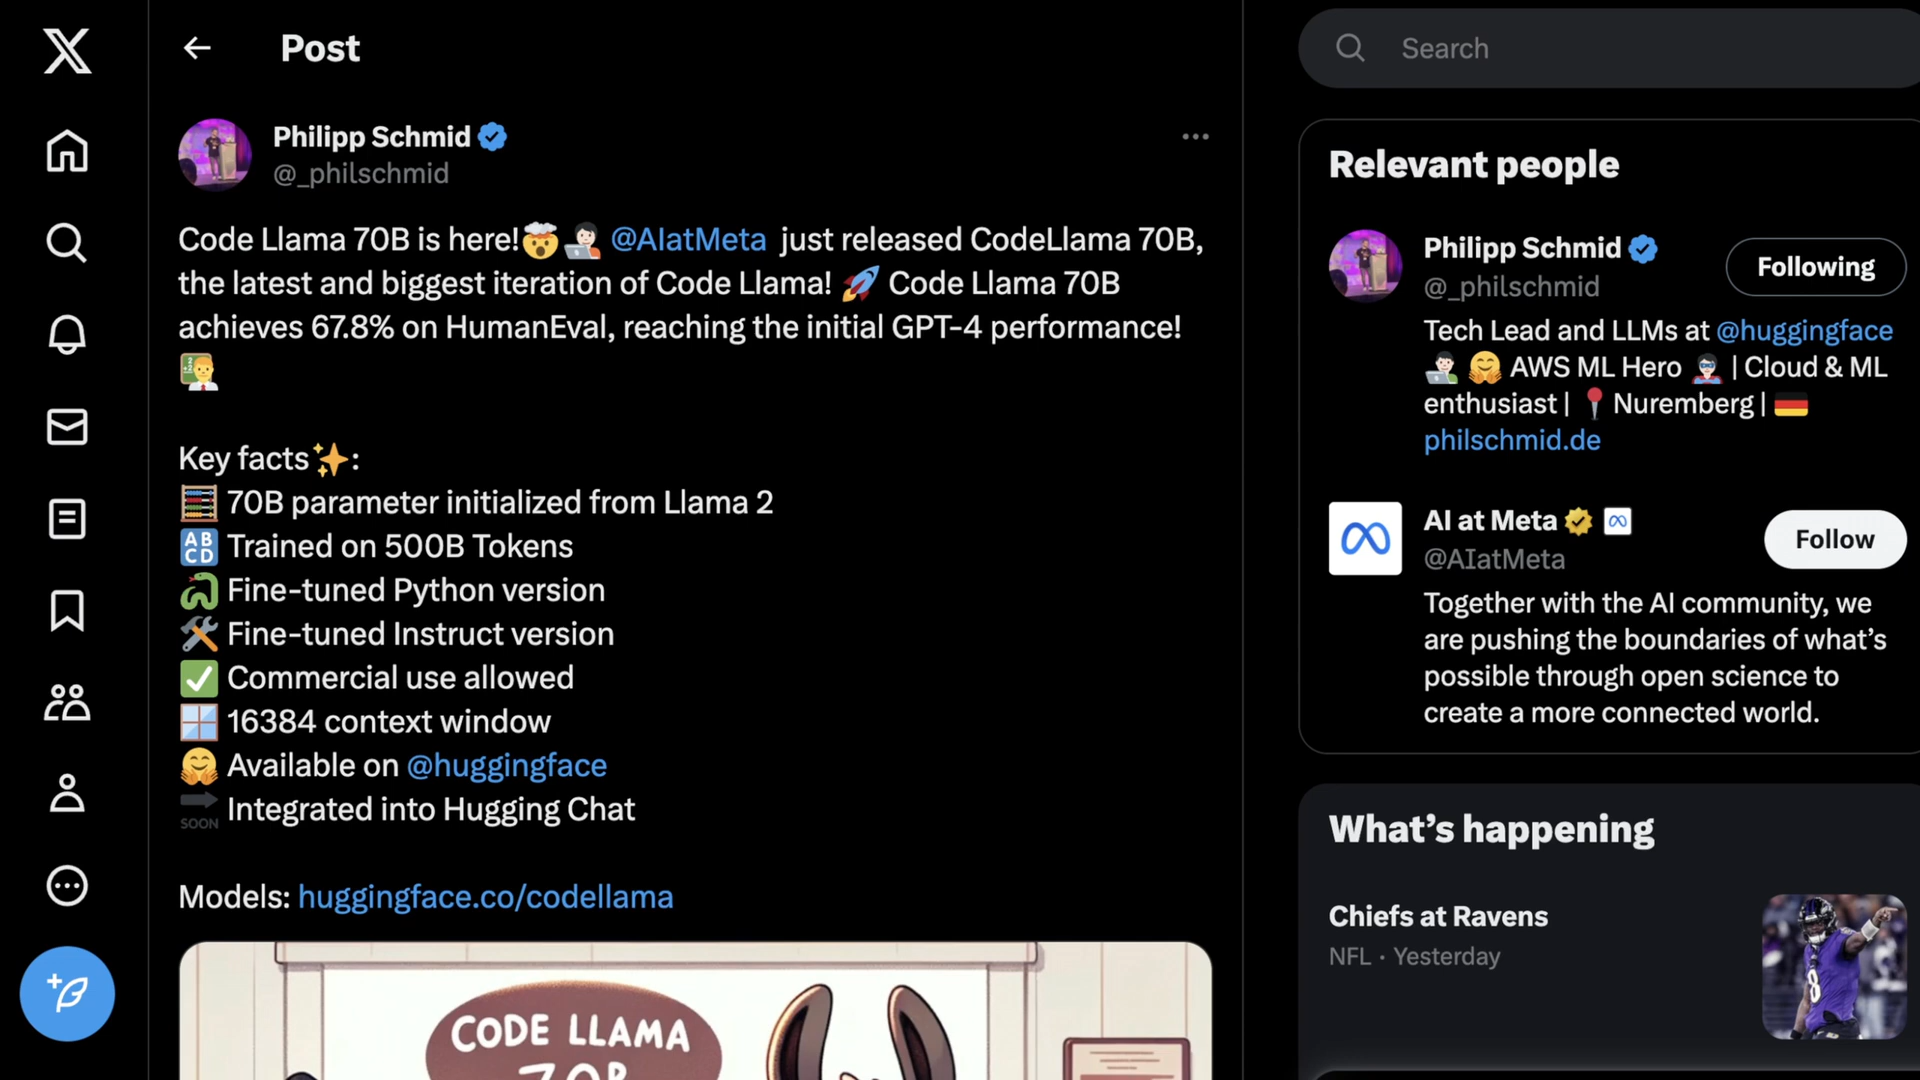 Post
Philipp Schmid
@_philschmid
Code Llama 70B is here!🤯👨🏻‍💻 @AIatMeta just released CodeLlama 70B,
the latest and biggest iteration of Code Llama! 🚀 Code Llama 70B
achieves 67.8% on HumanEval, reaching the initial GPT-4 performance!
👨‍🏫
Key facts✨:
🧮 70B parameter initialized from Llama 2
🔠 Trained on 500B Tokens
🐍 Fine-tuned Python version
🛠️ Fine-tuned Instruct version
✅ Commercial use allowed
🪟 16384 context window
🤗 Available on @huggingface
🔜 Integrated into Hugging Chat
Models: huggingface.co/codellama
CODE LLAMA
70B
Search
Relevant people
Philipp Schmid
Following
@_philschmid
Tech Lead and LLMs at @huggingface
👨🏻‍💻 🤗 AWS ML Hero 🦸🏻 | Cloud & ML
enthusiast | 📍 Nuremberg | 🇩🇪
philschmid.de
AI at Meta
Follow
@AIatMeta
Together with the AI community, we
are pushing the boundaries of what’s
possible through open science to
create a more connected world.
What’s happening
Chiefs at Ravens
NFL · Yesterday
8